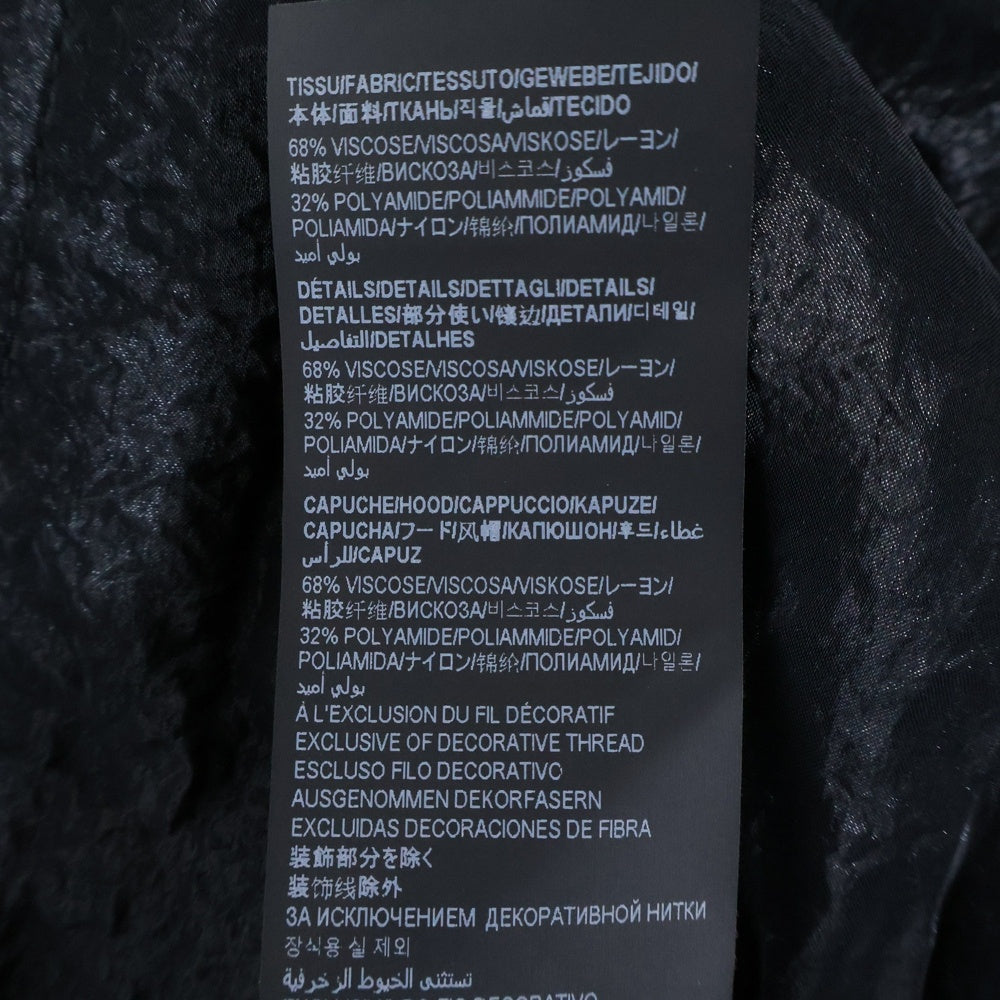 TISSU/FABRIC/TESSUTO/GEWEBE/TEJIDO/
本体/面料/ТКАНЬ/직물/قماش/TECIDO
68% VISCOSE/VISCOSA/VISKOSE/レーヨン/
粘胶纤维/ВИСКОЗА/비스코스/فسكوز
32% POLYAMIDE/POLIAMMIDE/POLYAMID/
POLIAMIDA/ナイロン/锦纶/ПОЛИАМИД/나일론/
بولي أميد
DÉTAILS/DETAILS/DETTAGLI/DETAILS/
DETALLES/部分使い/镶边/ДЕТАЛИ/디테일/
التفاصيل/DETALHES
68% VISCOSE/VISCOSA/VISKOSE/レーヨン/
粘胶纤维/ВИСКОЗА/비스코스/فسكوز
32% POLYAMIDE/POLIAMMIDE/POLYAMID/
POLIAMIDA/ナイロン/锦纶/ПОЛИАМИД/나일론/
بولي أميد
CAPUCHE/HOOD/CAPPUCCIO/KAPUZE/
CAPUCHA/フード/风帽/КАПЮШОН/후드/غطاء
للرأس/CAPUZ
68% VISCOSE/VISCOSA/VISKOSE/レーヨン/
粘胶纤维/ВИСКОЗА/비스코스/فسكوز
32% POLYAMIDE/POLIAMMIDE/POLYAMID/
POLIAMIDA/ナイロン/锦纶/ПОЛИАМИД/나일론/
بولي أميد
À L'EXCLUSION DU FIL DÉCORATIF
EXCLUSIVE OF DECORATIVE THREAD
ESCLUSO FILO DECORATIVO
AUSGENOMMEN DEKORFASERN
EXCLUIDAS DECORACIONES DE FIBRA
装飾部分を除く
装饰线除外
ЗА ИСКЛЮЧЕНИЕМ ДЕКОРАТИВНОЙ НИТКИ
장식용 실 제외
تستثنى الخيوط الزخرفية